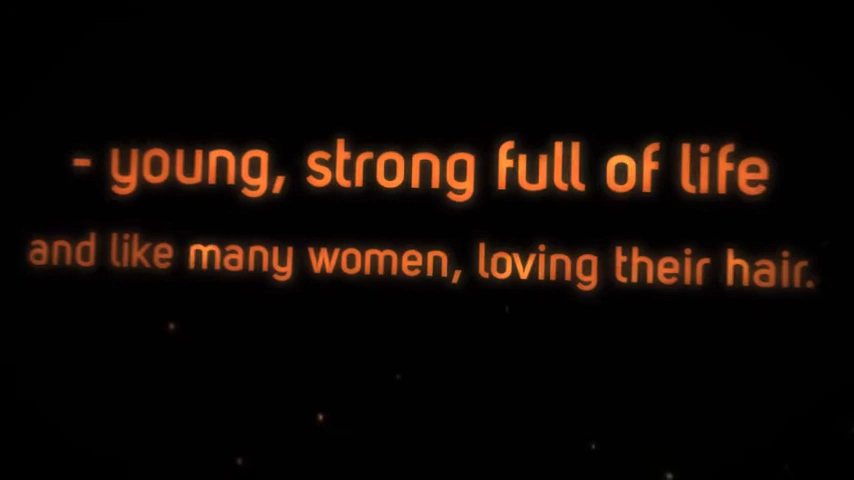 - young, strong full of life
and like many women, loving their hair.